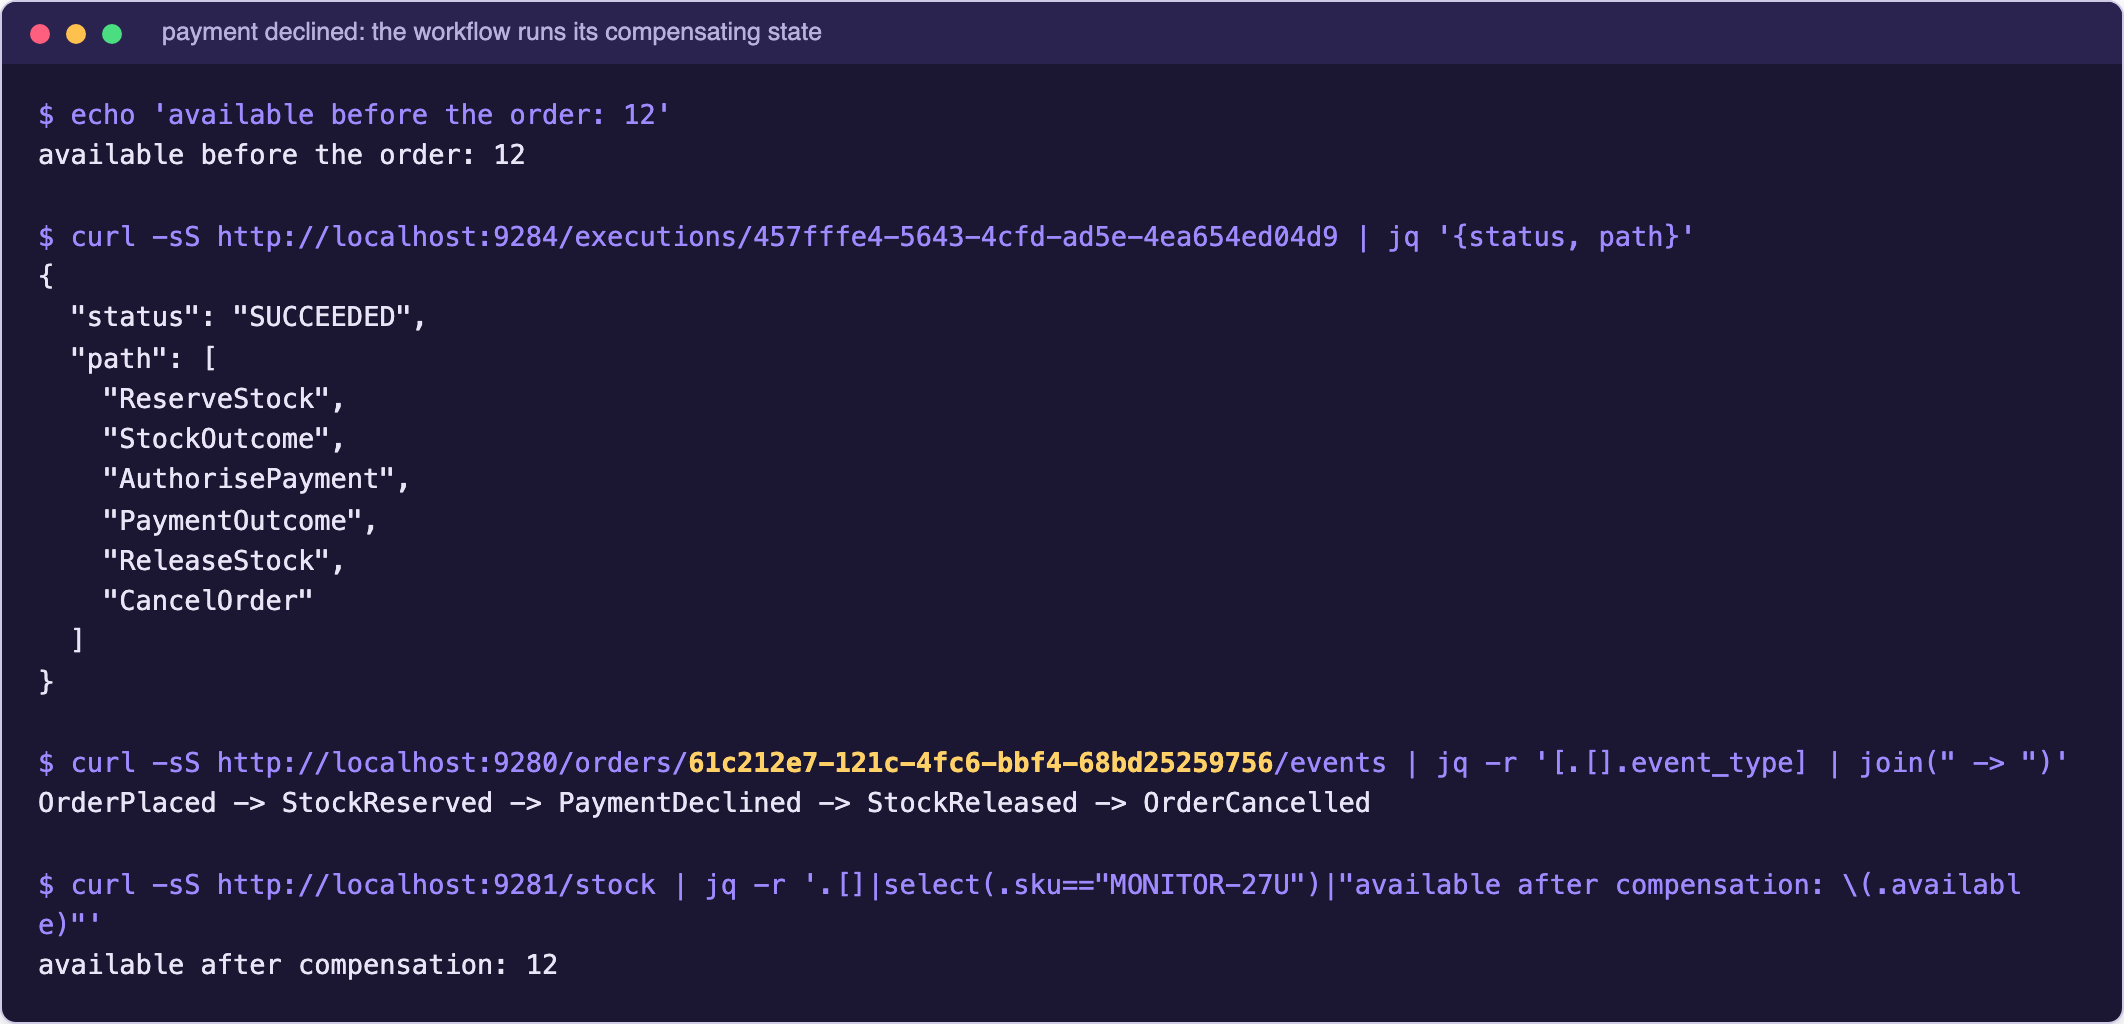 payment declined: the workflow runs its compensating state
$ echo 'available before the order: 12'
available before the order: 12
$ curl -sS http://localhost:9284/executions/457fffe4-5643-4cfd-ad5e-4ea654ed04d9 | jq '{status, path}'
{
  "status": "SUCCEEDED",
  "path": [
    "ReserveStock",
    "StockOutcome",
    "AuthorisePayment",
    "PaymentOutcome",
    "ReleaseStock",
    "CancelOrder"
  ]
}
$ curl -sS http://localhost:9280/orders/61c212e7-121c-4fc6-bbf4-68bd25259756/events | jq -r '[.[].event_type] | join(" -> ")'
OrderPlaced -> StockReserved -> PaymentDeclined -> StockReleased -> OrderCancelled
$ curl -sS http://localhost:9281/stock | jq -r '.[]|select(.sku=="MONITOR-27U")|"available after compensation: \(.availabl
e)"'
available after compensation: 12